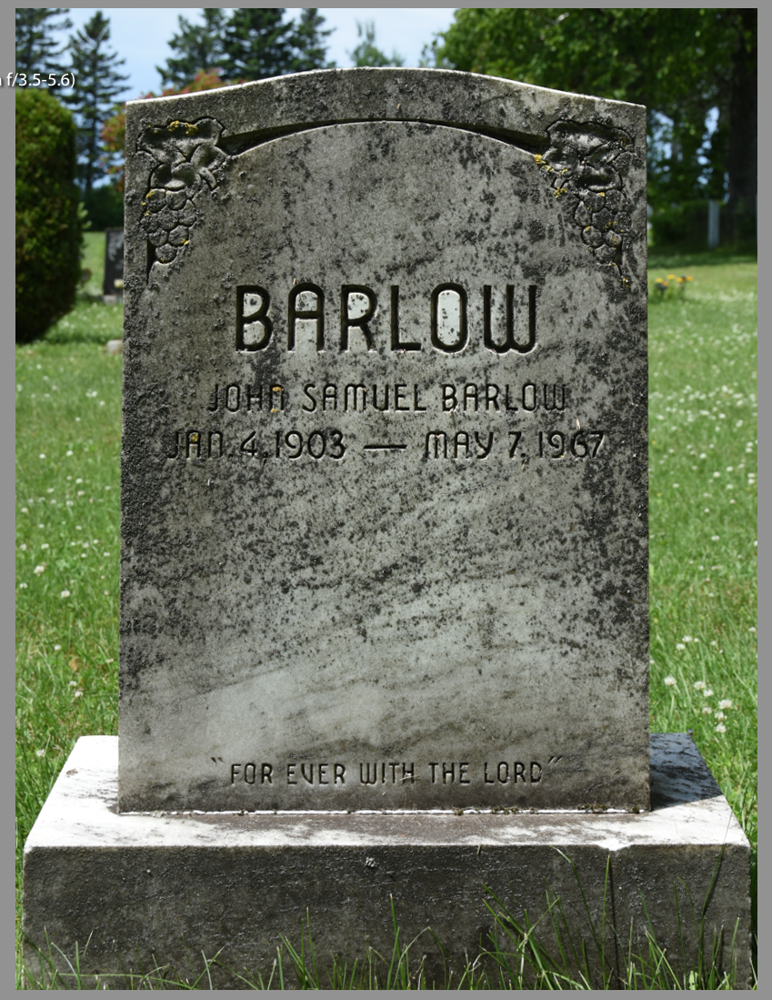 f/3.5-5.6)
BARLOW
JOHN SAMUEL BARLOW
JAN. 4, 1903 — MAY 7, 1967
"FOR EVER WITH THE LORD"